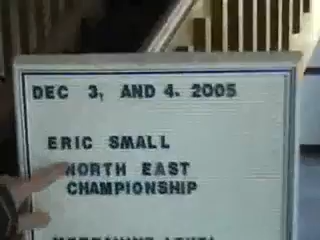 DEC 3, AND 4. 2005
ERIC SMALL
NORTH EAST
CHAMPIONSHIP